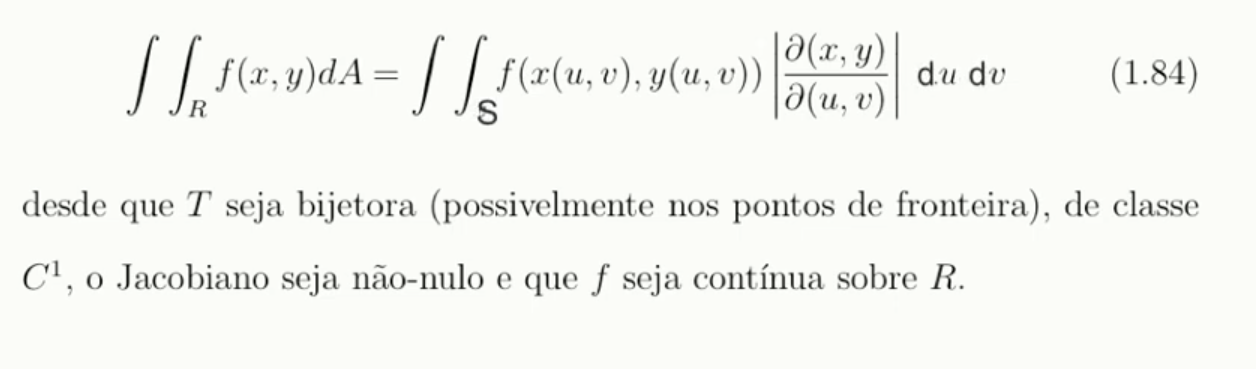 ∫∫_R f(x, y)dA = ∫∫_S f(x(u, v), y(u, v)) |∂(x, y)/∂(u, v)| du dv (1.84)
desde que T seja bijetora (possivelmente nos pontos de fronteira), de classe
C¹, o Jacobiano seja não-nulo e que f seja contínua sobre R.